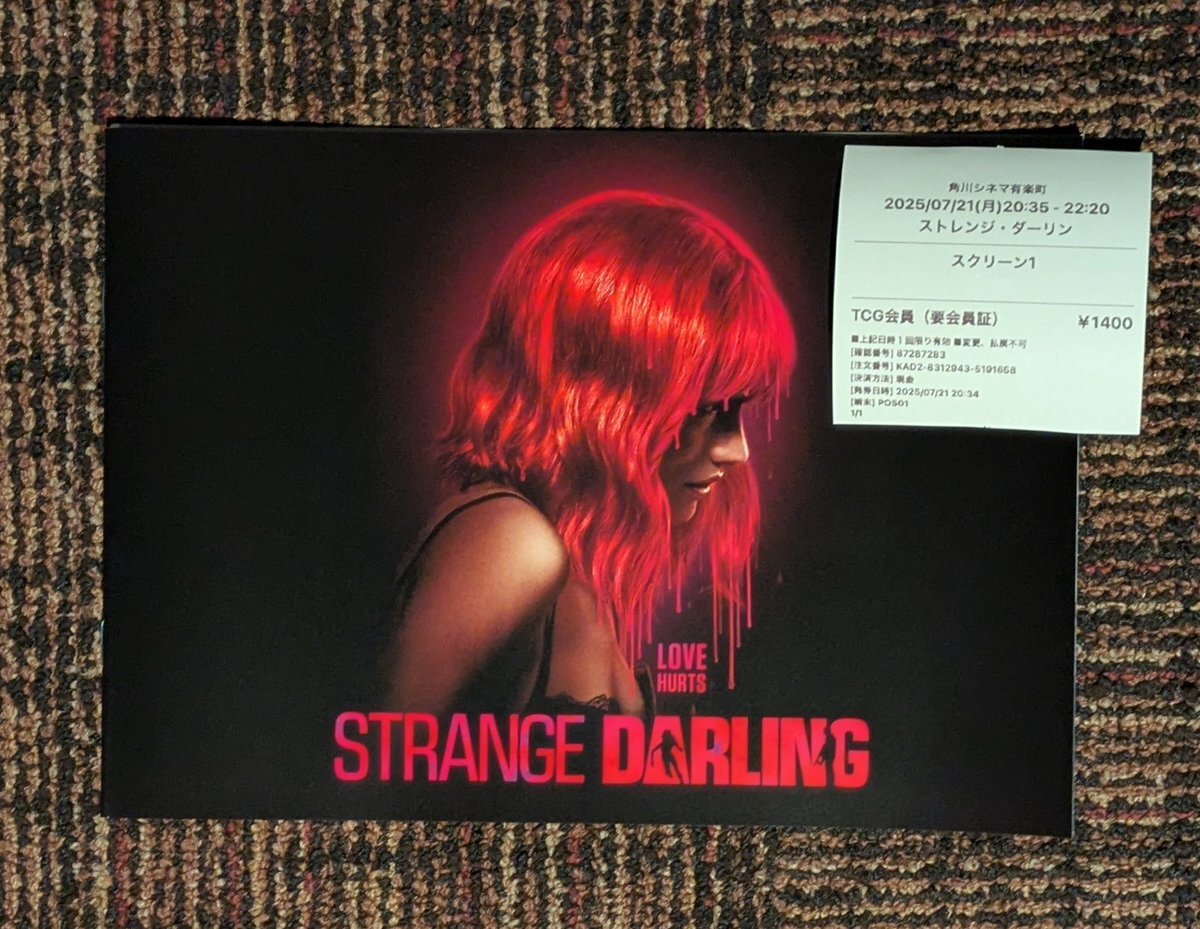 角川シネマ有楽町
2025/07/21(月)20:35 - 22:20
ストレンジ・ダーリン
スクリーン1
TCG会員（要会員証） ¥1400
■上記日時1回限り有効 ■変更、払戻不可
[確認番号] 87287283
[注文番号] KAD2-8312943-5191658
[決済方法] 現金
[発券日時] 2025/07/21 20:34
[端末] POS01
1/1
LOVE
HURTS
STRANGE DARLING